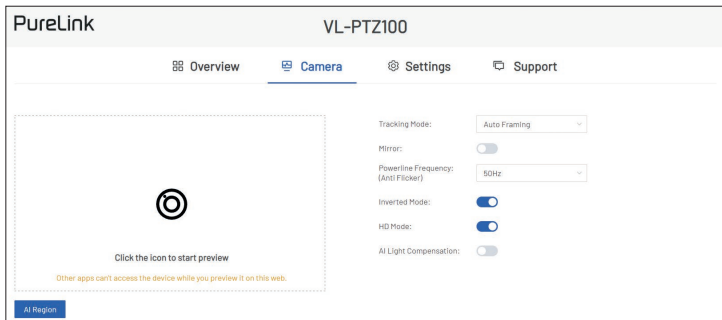 PureLink
VL-PTZ100
Overview
Camera
Settings
Support
Click the icon to start preview
Other apps can't access the device while you preview it on this web.
AI Region
Tracking Mode:
Auto Framing
Mirror:
Powerline Frequency:
(Anti Flicker)
50Hz
Inverted Mode:
HD Mode:
AI Light Compensation: